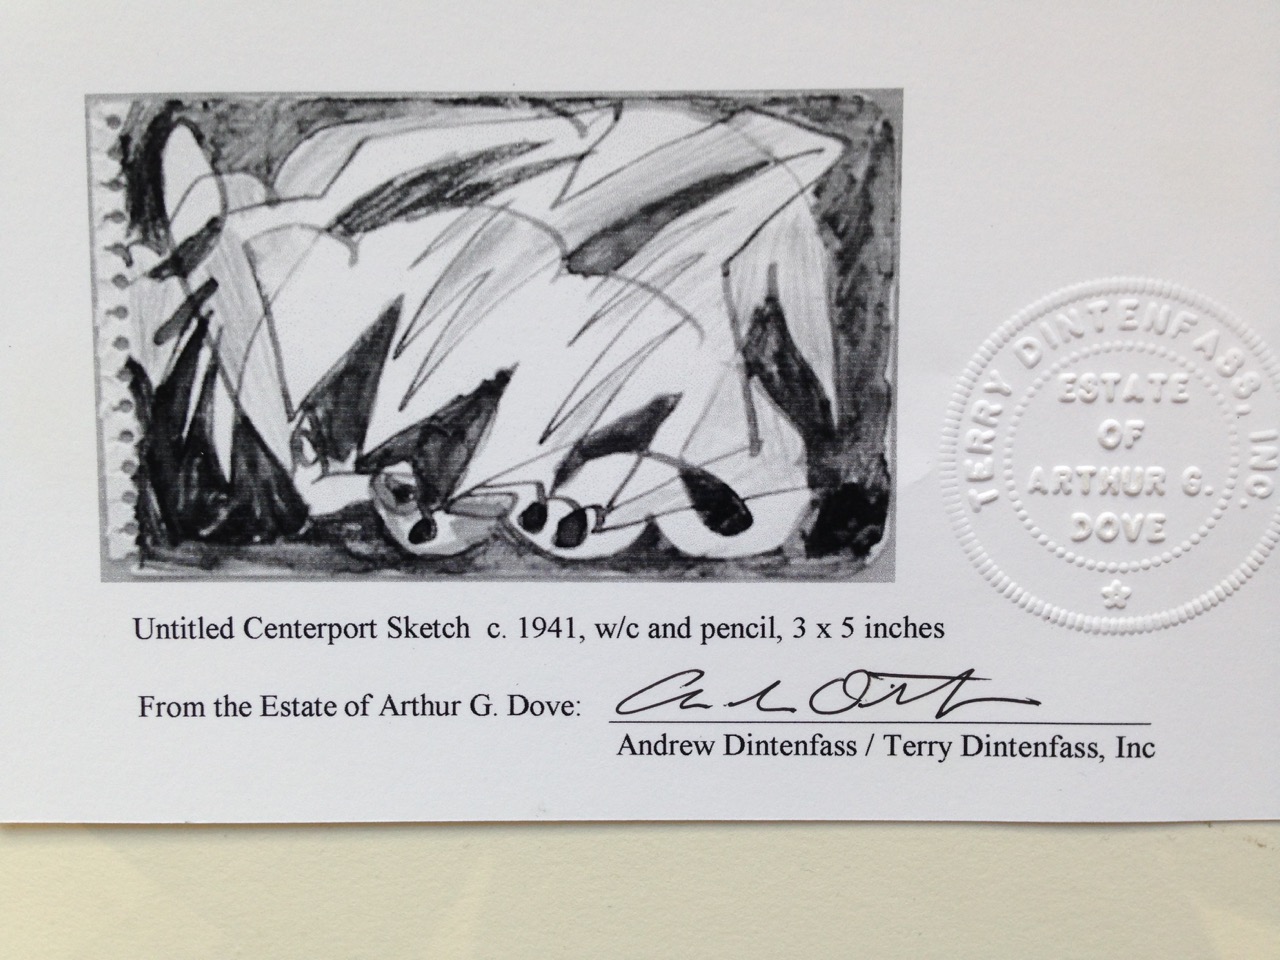 Untitled Centerport Sketch c. 1941, w/c and pencil, 3 x 5 inches
From the Estate of Arthur G. Dove:
Andrew Dintenfass / Terry Dintenfass, Inc
TERRY DINTENFASS, INC.
ESTATE
OF
ARTHUR G.
DOVE